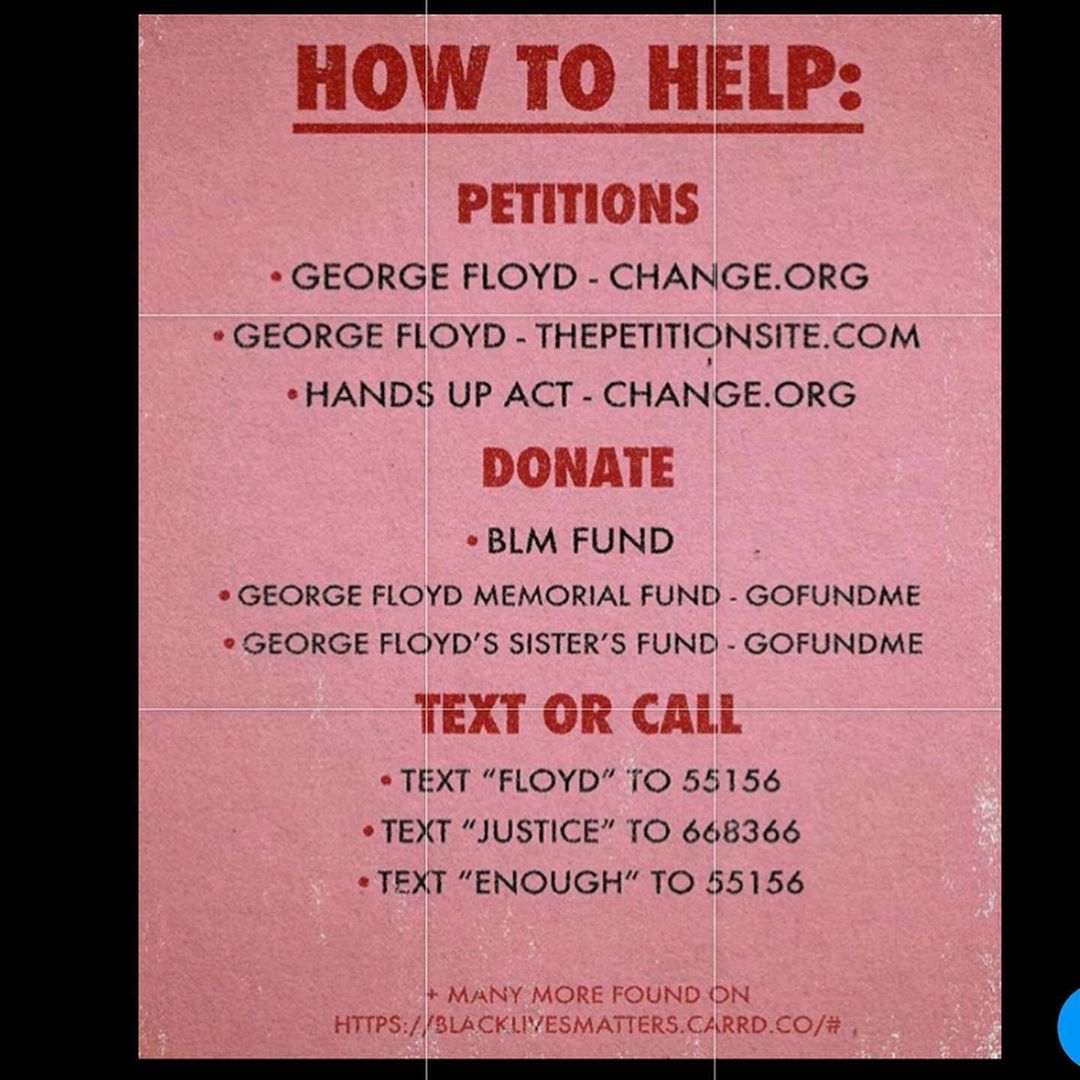 HOW TO HELP:
PETITIONS
• GEORGE FLOYD - CHANGE.ORG
• GEORGE FLOYD - THEPETITIONSITE.COM
• HANDS UP ACT - CHANGE.ORG
DONATE
• BLM FUND
• GEORGE FLOYD MEMORIAL FUND - GOFUNDME
• GEORGE FLOYD'S SISTER'S FUND - GOFUNDME
TEXT OR CALL
• TEXT “FLOYD” TO 55156
• TEXT “JUSTICE” TO 668366
• TEXT “ENOUGH” TO 55156
+ MANY MORE FOUND ON
HTTPS://BLACKLIVESMATTERS.CARRD.CO/#